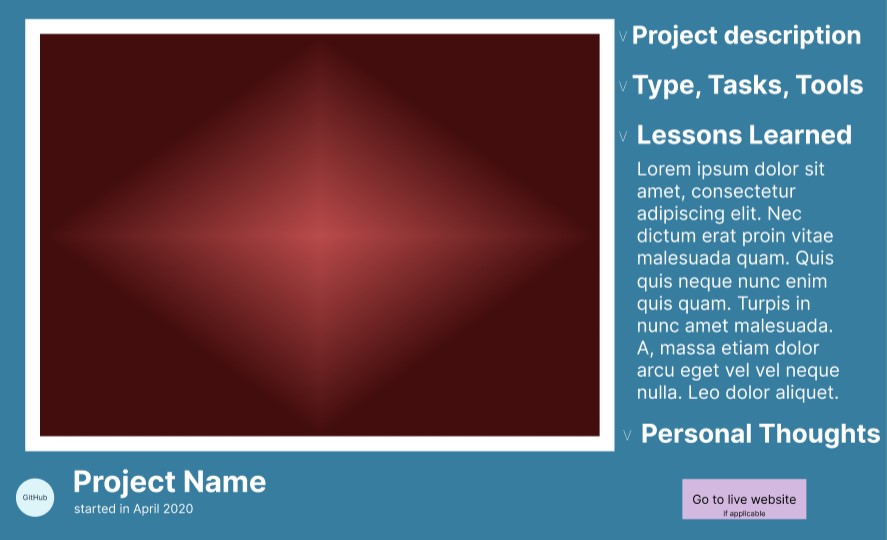 V Project description
V Type, Tasks, Tools
V Lessons Learned
Lorem ipsum dolor sit
amet, consectetur
adipiscing elit. Nec
dictum erat proin vitae
malesuada quam. Quis
quis neque nunc enim
quis quam. Turpis in
nunc amet malesuada.
A, massa etiam dolor
arcu eget vel vel neque
nulla. Leo dolor aliquet.
V Personal Thoughts
GitHub
Project Name
started in April 2020
Go to live website
if applicable